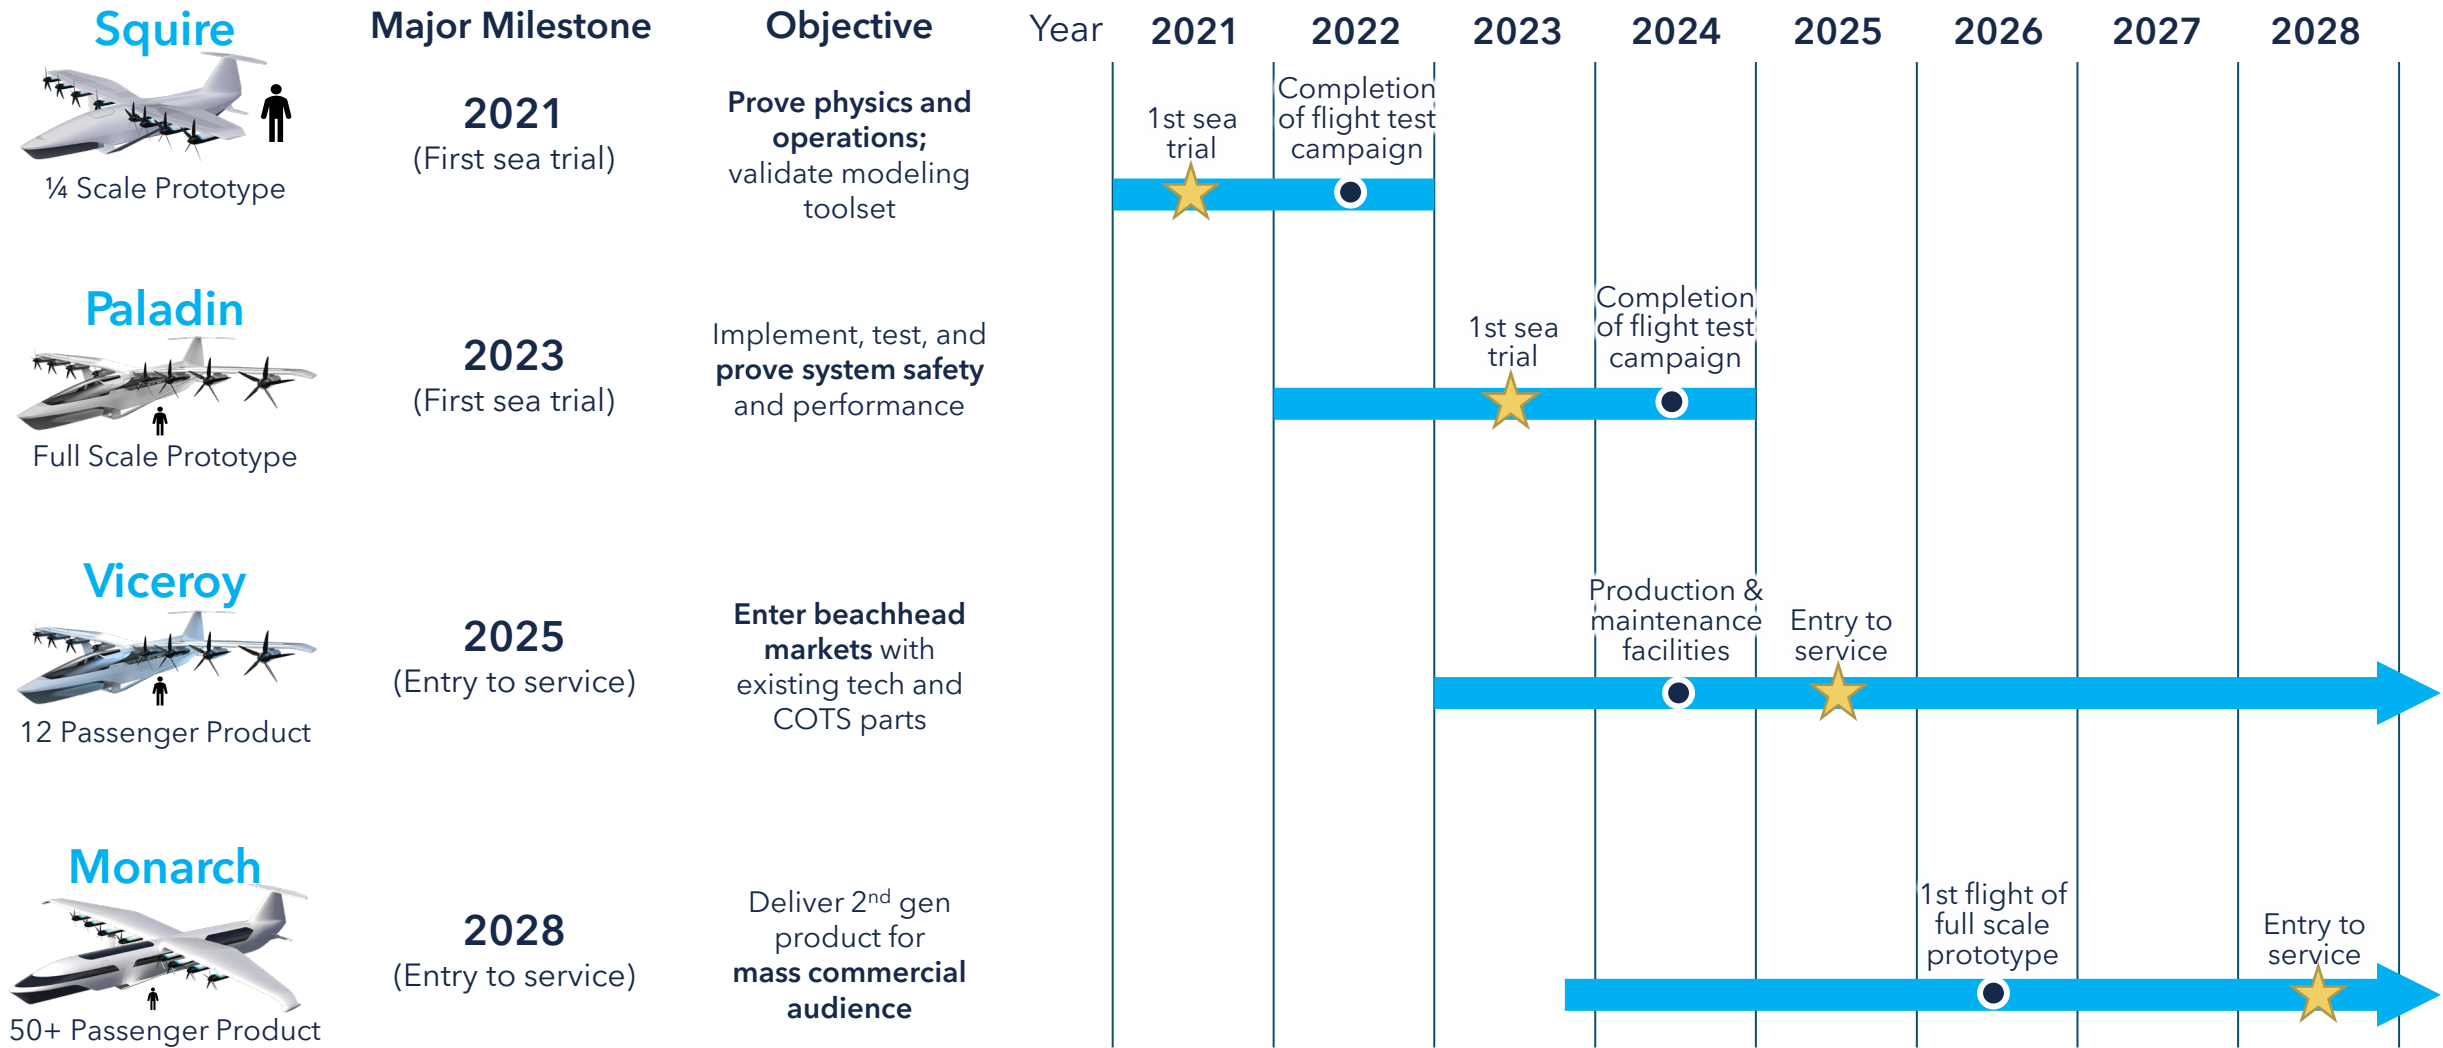 Squire
Major Milestone
Objective
Year
2021
2022
2023
2024
2025
2026
2027
2028
¼ Scale Prototype
2021
(First sea trial)
Prove physics and
operations;
validate modeling
toolset
1st sea
trial
Completion
of flight test
campaign
Paladin
Full Scale Prototype
2023
(First sea trial)
Implement, test, and
prove system safety
and performance
1st sea
trial
Completion
of flight test
campaign
Viceroy
12 Passenger Product
2025
(Entry to service)
Enter beachhead
markets with
existing tech and
COTS parts
Production &
maintenance
facilities
Entry to
service
Monarch
50+ Passenger Product
2028
(Entry to service)
Deliver 2nd gen
product for
mass commercial
audience
1st flight of
full scale
prototype
Entry to
service